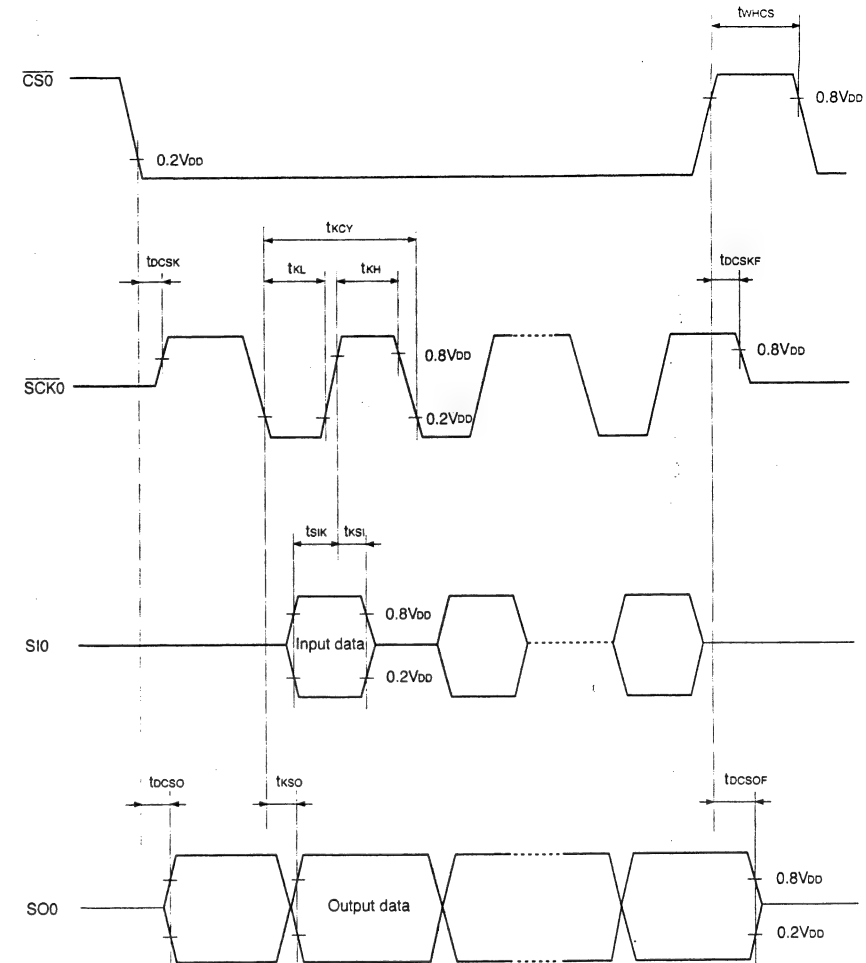 tWHCS
CS0
0.8VDD
0.2VDD
tKCY
tDCSK
tKL
tKH
tDCSKF
0.8VDD
0.8VDD
SCK0
0.2VDD
tSIK
tKSI
0.8VDD
SI0
Input data
0.2VDD
tDCSO
tKSO
tDCSOF
0.8VDD
SO0
Output data
0.2VDD